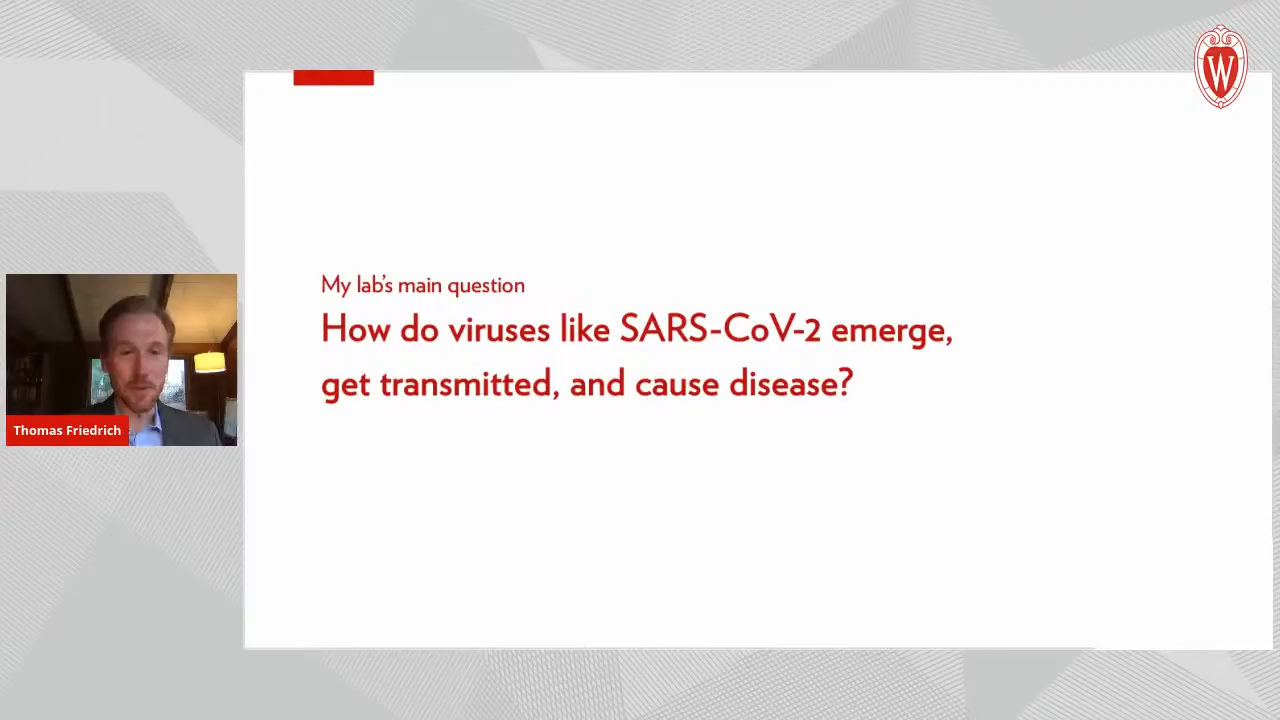 W
My lab's main question
How do viruses like SARS-CoV-2 emerge,
get transmitted, and cause disease?
Thomas Friedrich